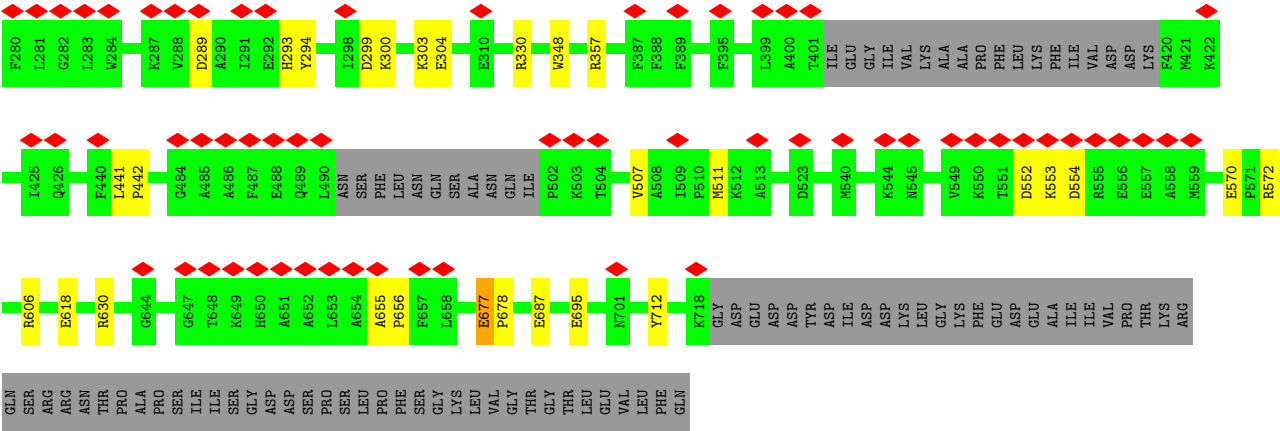 F280 L281 G282 L283 W284 K287 V288 D289 A290 I291 E292 H293 Y294 I298 D299 K300 K303 E304 E310 R330 W348 R357 F387 F388 F389 F395 L399 A400 T401 ILE GLU GLY ILE VAL LYS ALA ALA PRO PHE LEU LYS PHE ILE VAL ASP ASP LYS F420 M421 K422
I425 Q426 F440 L441 P442 G484 A485 A486 F487 E488 Q489 L490 ASN SER PHE LEU ASN GLN SER ALA ASN GLN ILE P502 K503 T504 V507 A508 I509 P510 M511 K512 A513 D523 M540 K544 N545 V549 K550 T551 D552 K553 D554 R555 E556 E557 A558 M559 E570 P571 R572
R606 E618 R630 G644 G647 T648 K649 H650 A651 A652 L653 A654 A655 P656 F657 L658 E677 P678 E687 E695 N701 Y712 K718 GLY ASP GLU ASP ASP TYR ASP ILE ASP ASP LYS LEU GLY LYS PHE GLU ASP GLU ALA ILE ILE VAL PRO THR LYS ARG
GLN SER ARG ARG ASN THR PRO ALA PRO SER ILE ILE SER GLY ASP ASP SER PRO SER LEU PRO PHE SER GLY LYS LEU VAL GLY THR GLY THR LEU GLU VAL LEU PHE GLN